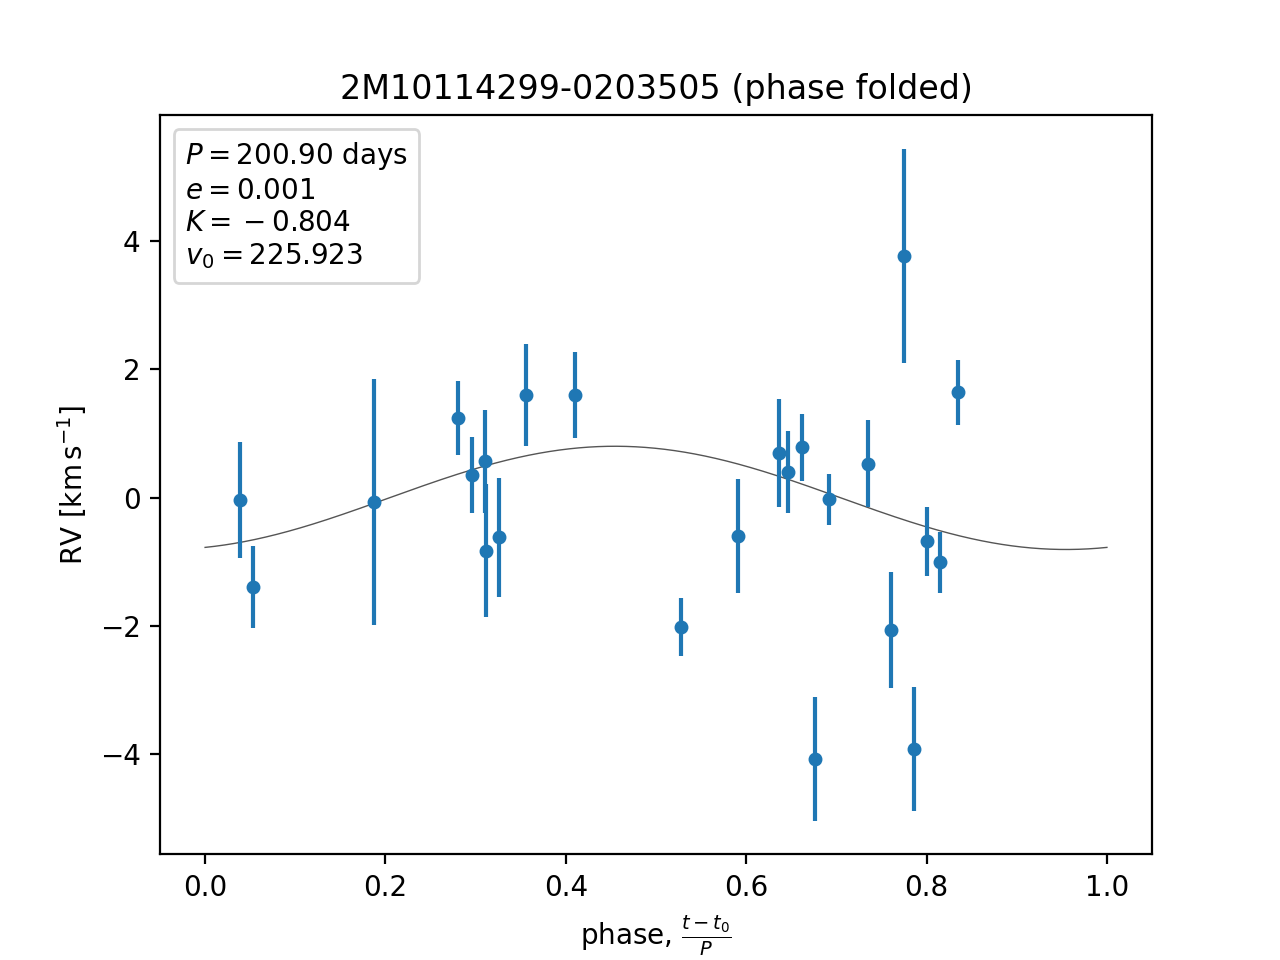 2M10114299-0203505 (phase folded)
P = 200.90 days
e = 0.001
K = −0.804
v₀ = 225.923
4
2
0
−2
−4
RV [km s⁻¹]
0.0 0.2 0.4 0.6 0.8 1.0
phase, (t − t₀)/P